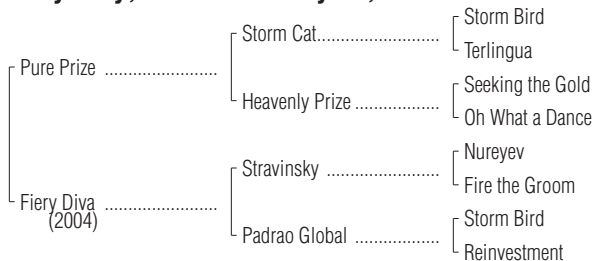 Storm Bird
Storm Cat....................
Terlingua
Pure Prize ........................
Seeking the Gold
Heavenly Prize ..................
Oh What a Dance
Nureyev
Stravinsky ........................
Fire the Groom
Fiery Diva ........................
(2004)
Storm Bird
Padrao Global ..................
Reinvestment